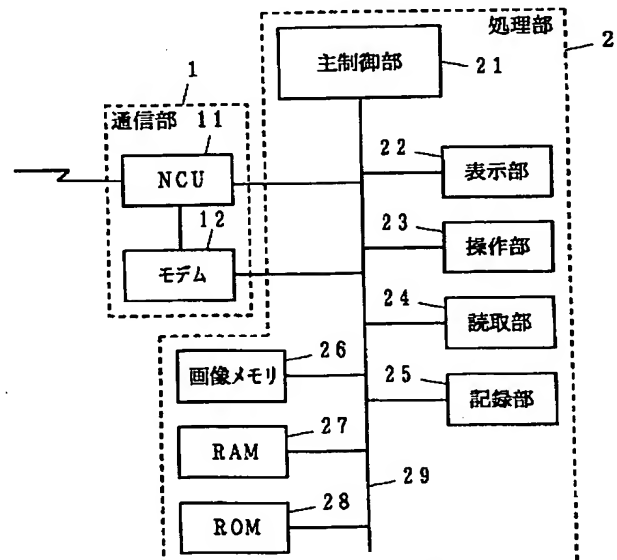 処理部
2
主制御部
21
1
通信部
11
NCU
22
表示部
12
モデム
23
操作部
24
読取部
26
画像メモリ
25
記録部
27
RAM
28
ROM
29